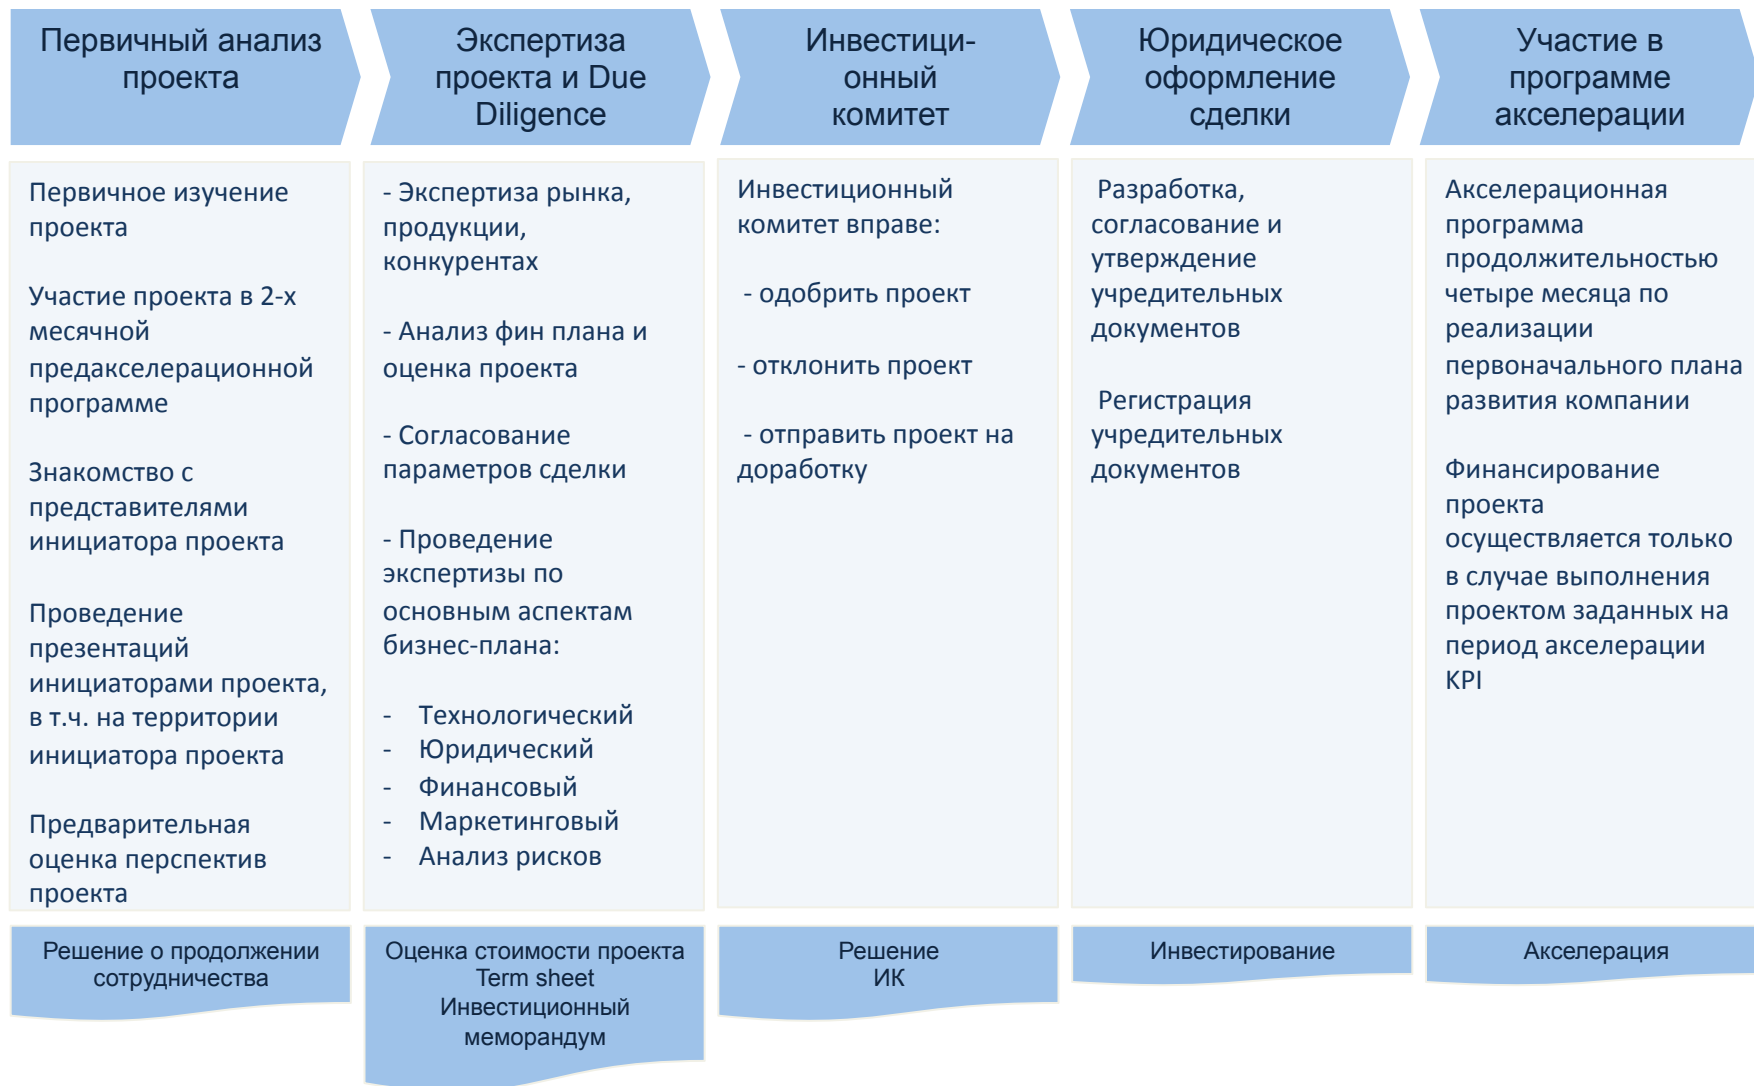 Первичный анализ
проекта
Экспертиза
проекта и Due
Diligence
Инвестици-
онный
комитет
Юридическое
оформление
сделки
Участие в
программе
акселерации
Первичное изучение
проекта
Участие проекта в 2-х
месячной
предакселерационной
программе
Знакомство с
представителями
инициатора проекта
Проведение
презентаций
инициаторами проекта,
в т.ч. на территории
инициатора проекта
Предварительная
оценка перспектив
проекта
- Экспертиза рынка,
продукции,
конкурентах
- Анализ фин плана и
оценка проекта
- Согласование
параметров сделки
- Проведение
экспертизы по
основным аспектам
бизнес-плана:
- Технологический
- Юридический
- Финансовый
- Маркетинговый
- Анализ рисков
Инвестиционный
комитет вправе:
- одобрить проект
- отклонить проект
- отправить проект на
доработку
Разработка,
согласование и
утверждение
учредительных
документов
Регистрация
учредительных
документов
Акселерационная
программа
продолжительностью
четыре месяца по
реализации
первоначального плана
развития компании
Финансирование
проекта
осуществляется только
в случае выполнения
проектом заданных на
период акселерации
KPI
Решение о продолжении
сотрудничества
Оценка стоимости проекта
Term sheet
Инвестиционный
меморандум
Решение
ИК
Инвестирование
Акселерация